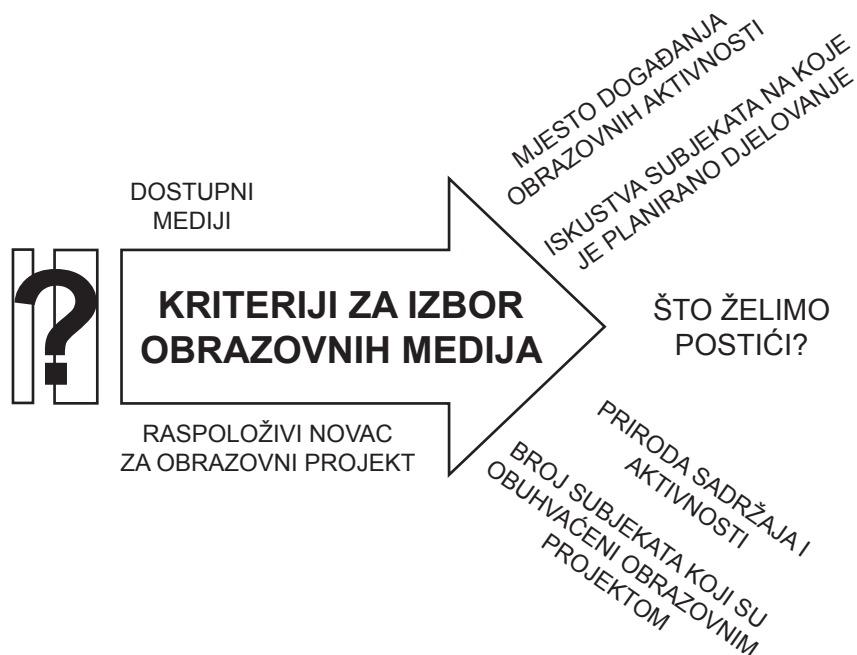 MJESTO DOGAĐANJA
OBRAZOVNIH AKTIVNOSTI
ISKUSTVA SUBJEKATA NA KOJE
JE PLANIRANO DJELOVANJE
DOSTUPNI
MEDIJI
?
KRITERIJI ZA IZBOR
OBRAZOVNIH MEDIJA
ŠTO ŽELIMO
POSTIĆI?
RASPOLOŽIVI NOVAC
ZA OBRAZOVNI PROJEKT
PRIRODA SADRŽAJA I
AKTIVNOSTI
BROJ SUBJEKATA KOJI SU
OBUHVAĆENI OBRAZOVNIM
PROJEKTOM